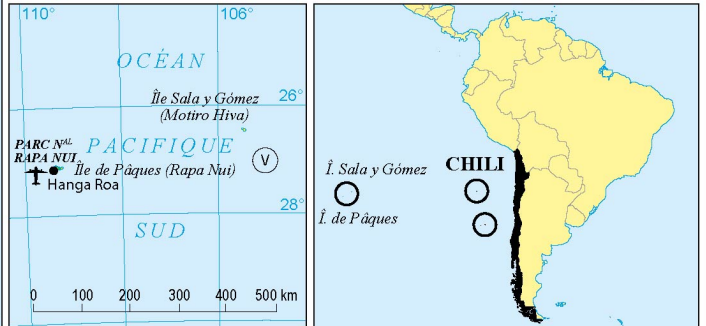 110°
106°
OCÉAN
Île Sala y Gómez
(Motiro Hiva)
26°
PARC NAL
RAPA NUI
PACIFIQUE
Île de Pâques (Rapa Nui)
V
Hanga Roa
28°
SUD
0 100 200 300 400 500 km
Î. Sala y Gómez
CHILI
Î. de Pâques